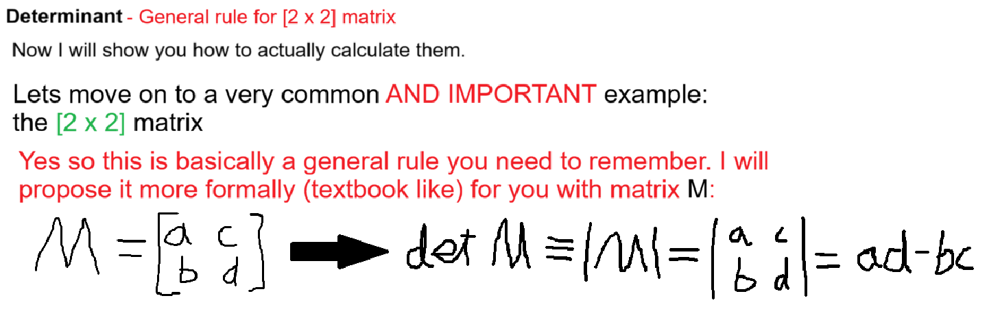 Determinant - General rule for [2 x 2] matrix
Now I will show you how to actually calculate them.
Lets move on to a very common AND IMPORTANT example:
the [2 x 2] matrix
Yes so this is basically a general rule you need to remember. I will
propose it more formally (textbook like) for you with matrix M:
M = [a c
b d] ➡ det M ≡ |M| = |a c
b d| = ad-bc